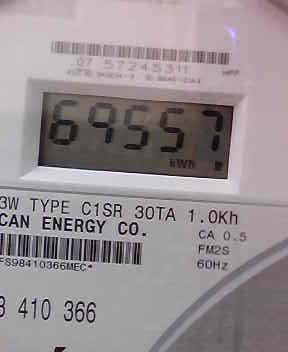 07 57245311
69557
kWh
3W TYPE C1SR 30TA 1.0Kh
CAN ENERGY CO.
CA 0.5
FM2S
60Hz
FS98410366MEC*
8 410 366